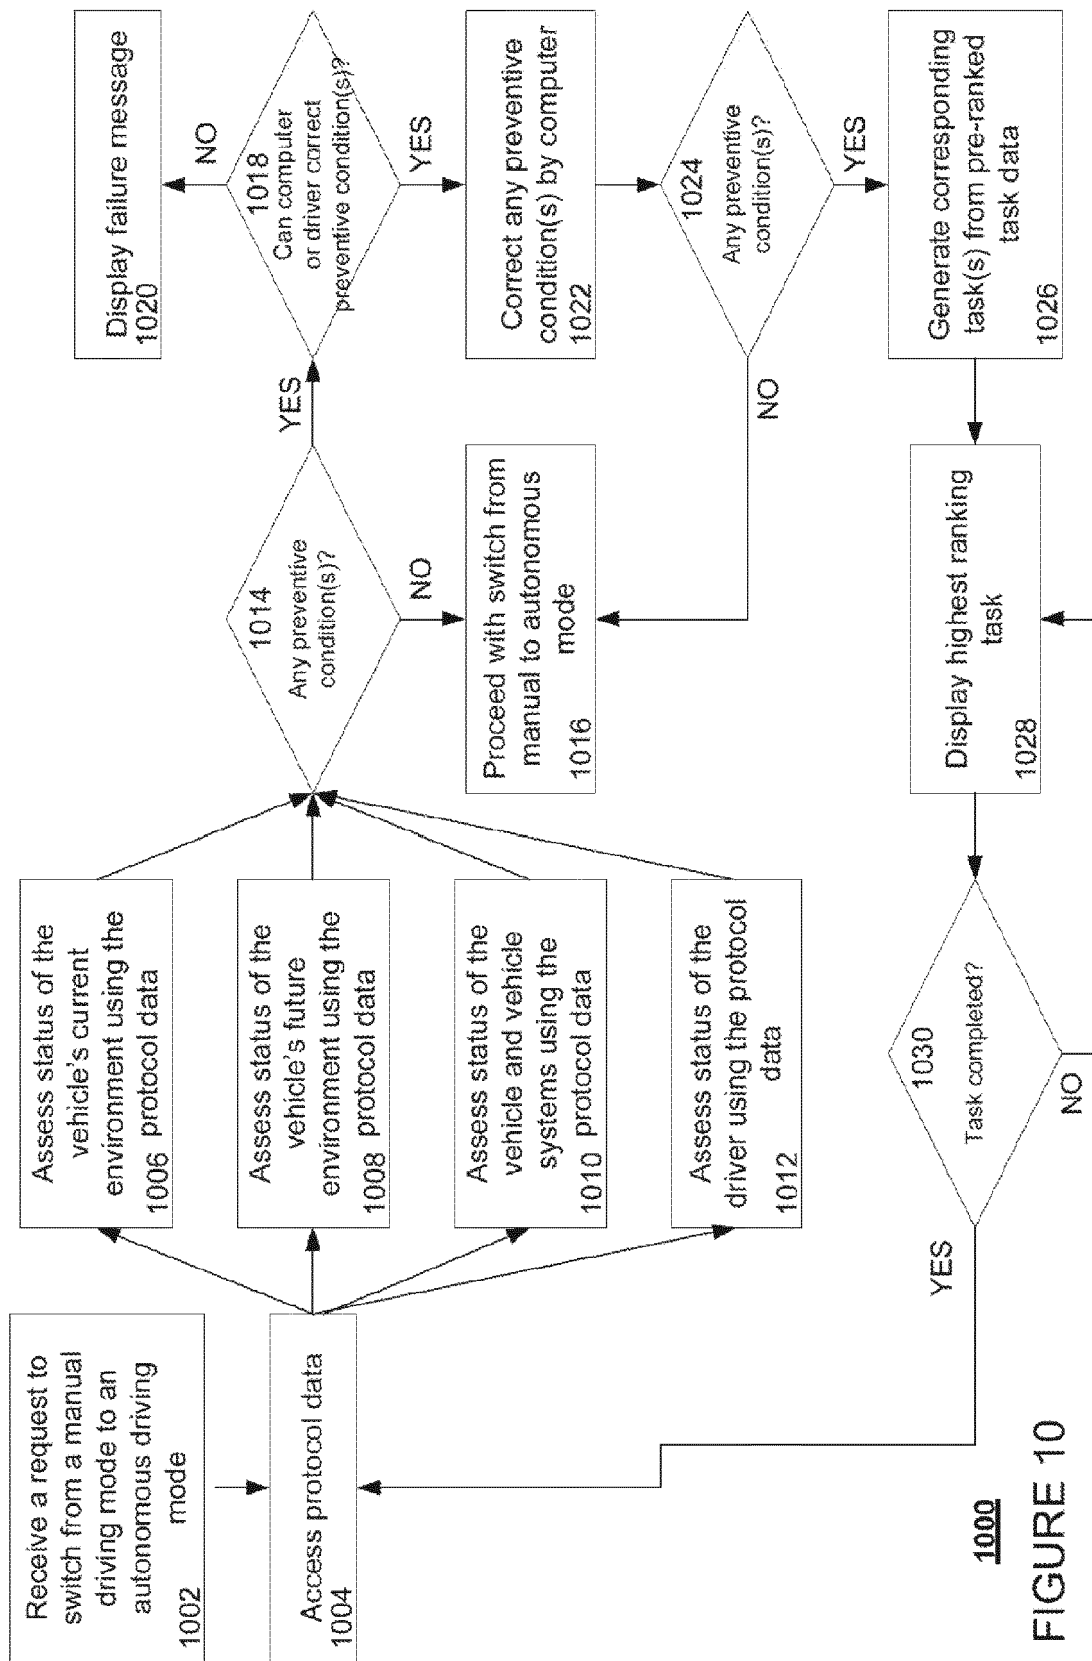 Receive a request to
switch from a manual
driving mode to an
autonomous driving
mode
1002
Access protocol data
1004
Assess status of the
vehicle's current
environment using the
1006 protocol data
Assess status of the
vehicle's future
environment using the
1008 protocol data
Assess status of the
vehicle and vehicle
systems using the
1010 protocol data
Assess status of the
driver using the protocol
data
1012
1014
Any preventive
condition(s)?
YES
NO
Proceed with switch from
manual to autonomous
mode
1016
1018
Can computer
or driver correct
preventive condition(s)?
NO
YES
Display failure message
1020
Correct any preventive
condition(s) by computer
1022
1024
Any preventive
condition(s)?
NO
YES
Generate corresponding
task(s) from pre-ranked
task data
1026
Display highest ranking
task
1028
1030
Task completed?
YES
NO
1000
FIGURE 10